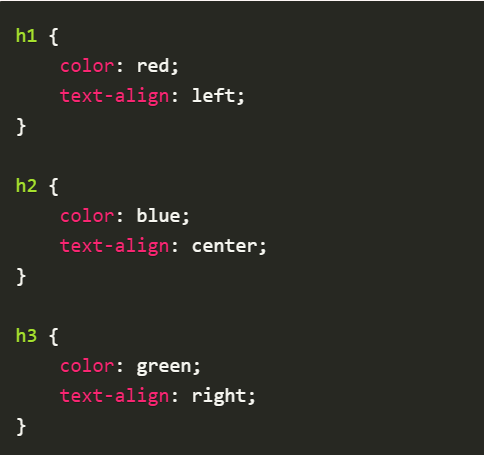 h1 {
    color: red;
    text-align: left;
}

h2 {
    color: blue;
    text-align: center;
}

h3 {
    color: green;
    text-align: right;
}